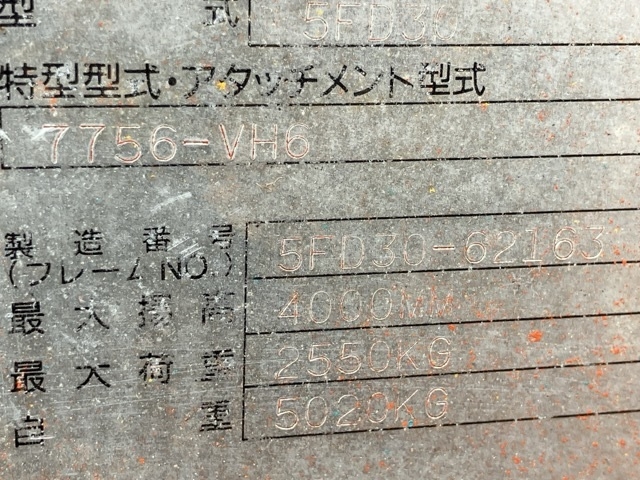 型 式 5FD30
特型型式・アタッチメント型式
7756-VH6
製造番号
(フレームNO.) 5FD30-62163
最大揚高 4000MM
最大荷重 2550KG
自重 5020KG